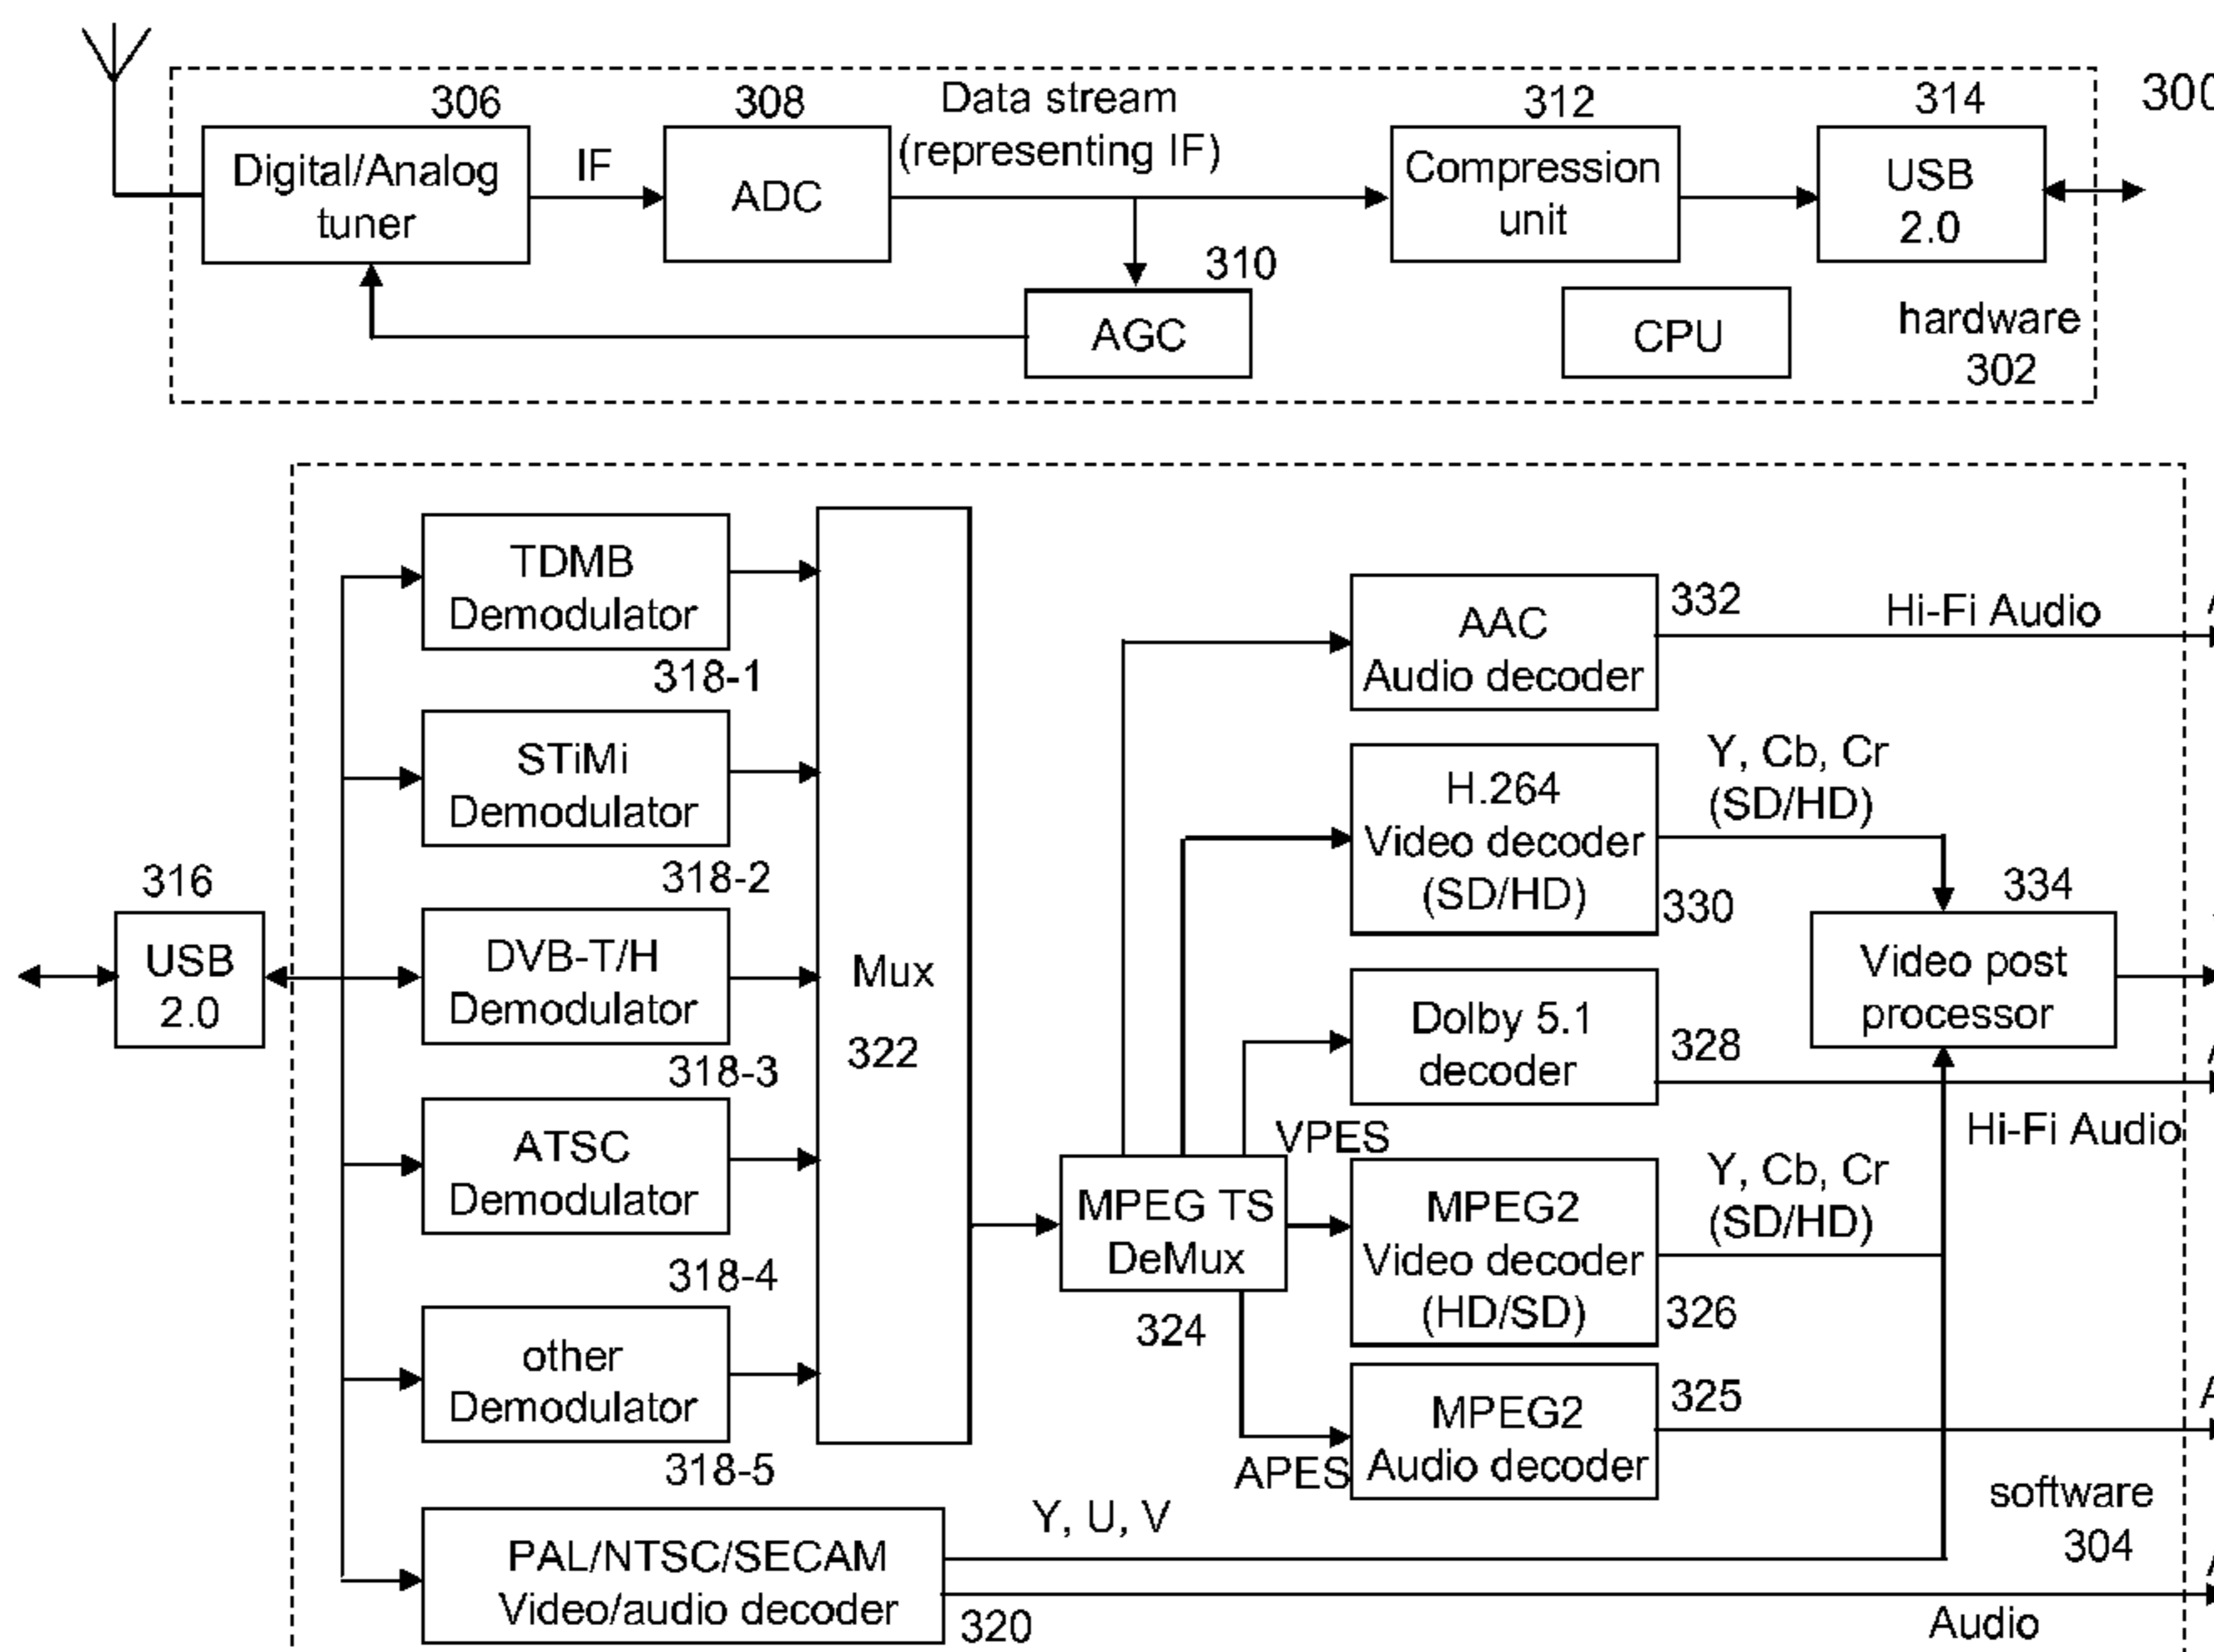 306
308
Data stream
(representing IF)
312
314
300
Digital/Analog
tuner
IF
ADC
Compression
unit
USB
2.0
310
AGC
CPU
hardware
302
TDMB
Demodulator
318-1
STiMi
Demodulator
318-2
316
USB
2.0
DVB-T/H
Demodulator
318-3
ATSC
Demodulator
318-4
other
Demodulator
318-5
PAL/NTSC/SECAM
Video/audio decoder
320
Mux
322
MPEG TS
DeMux
324
VPES
APES
AAC
Audio decoder
332
Hi-Fi Audio
H.264
Video decoder
(SD/HD)
330
Y, Cb, Cr
(SD/HD)
334
Video post
processor
Dolby 5.1
decoder
328
Hi-Fi Audio
MPEG2
Video decoder
(HD/SD)
326
Y, Cb, Cr
(SD/HD)
MPEG2
Audio decoder
325
Y, U, V
software
304
Audio